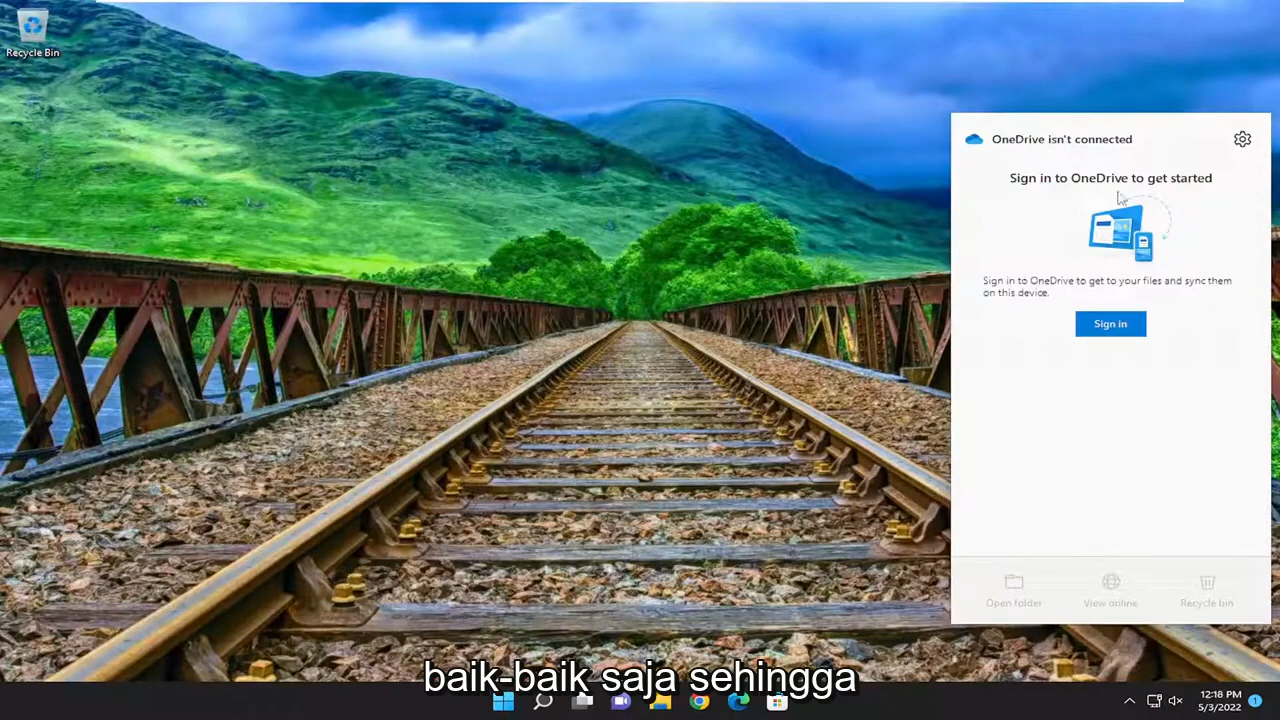 Recycle Bin
OneDrive isn't connected
Sign in to OneDrive to get started
Sign in to OneDrive to get to your files and sync them
on this device.
Sign in
Open folder
View online
Recycle bin
baik-baik saja sehingga
12:18 PM
5/3/2022
1